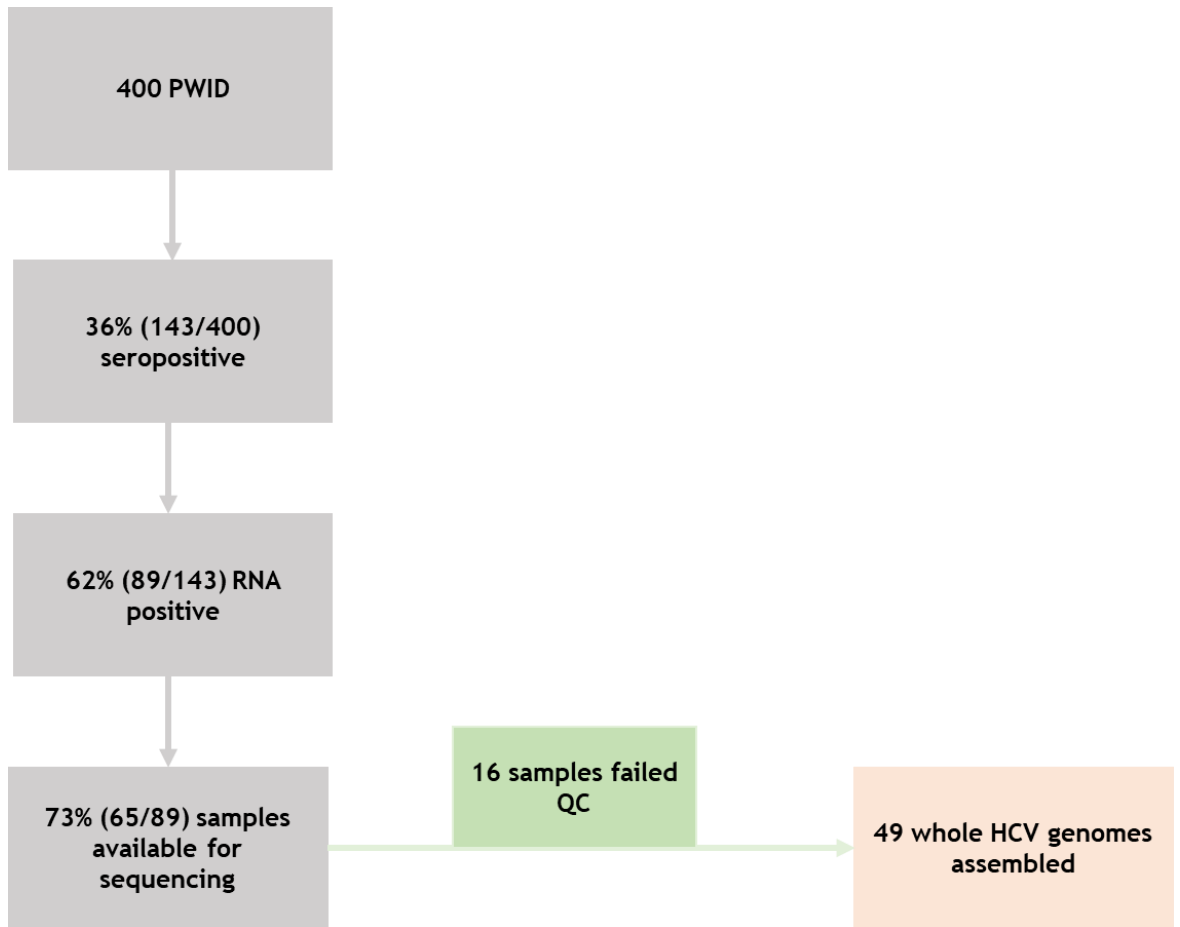 400 PWID
36% (143/400)
seropositive
62% (89/143) RNA
positive
73% (65/89) samples
available for
sequencing
16 samples failed
QC
49 whole HCV genomes
assembled